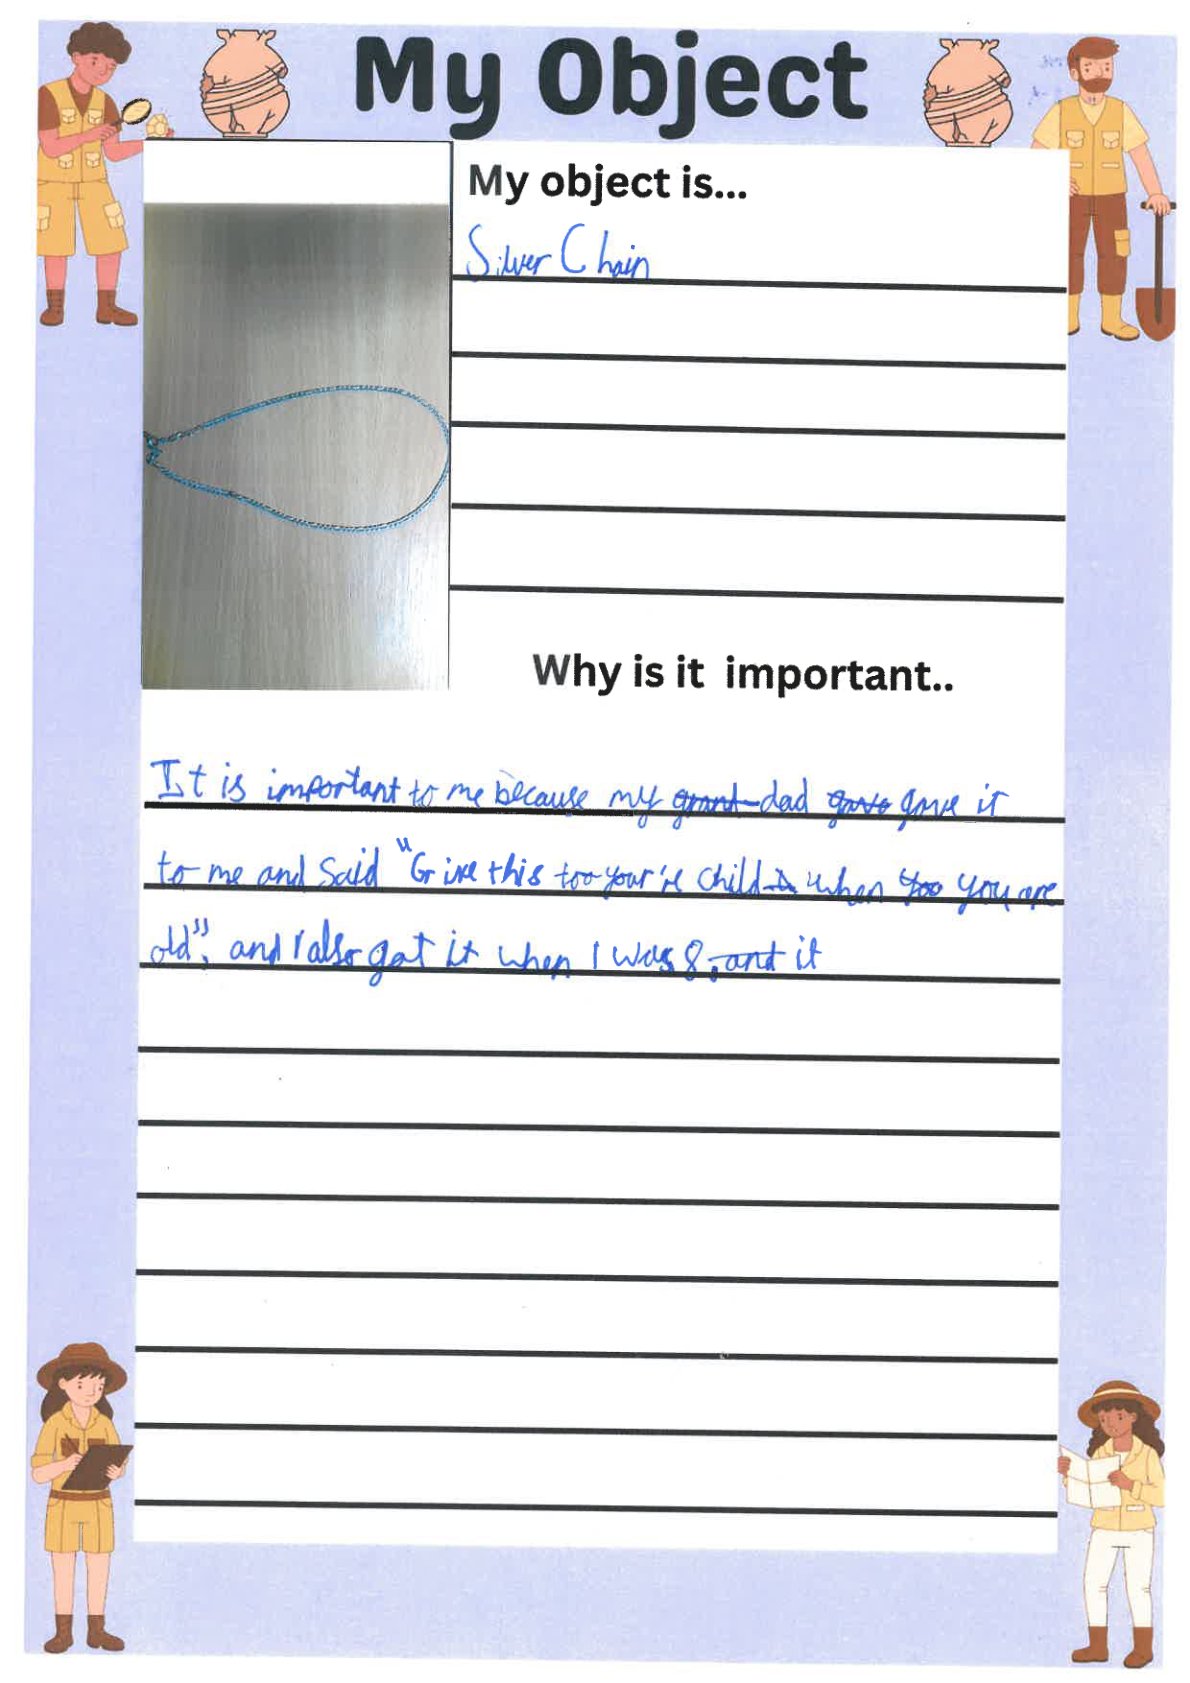 My Object
My object is...
Silver Chain
Why is it important..
It is important to me because my grand dad gave gave it
to me and Said "Give this too your're child when you are
old", and I also got it when I was 8, and it